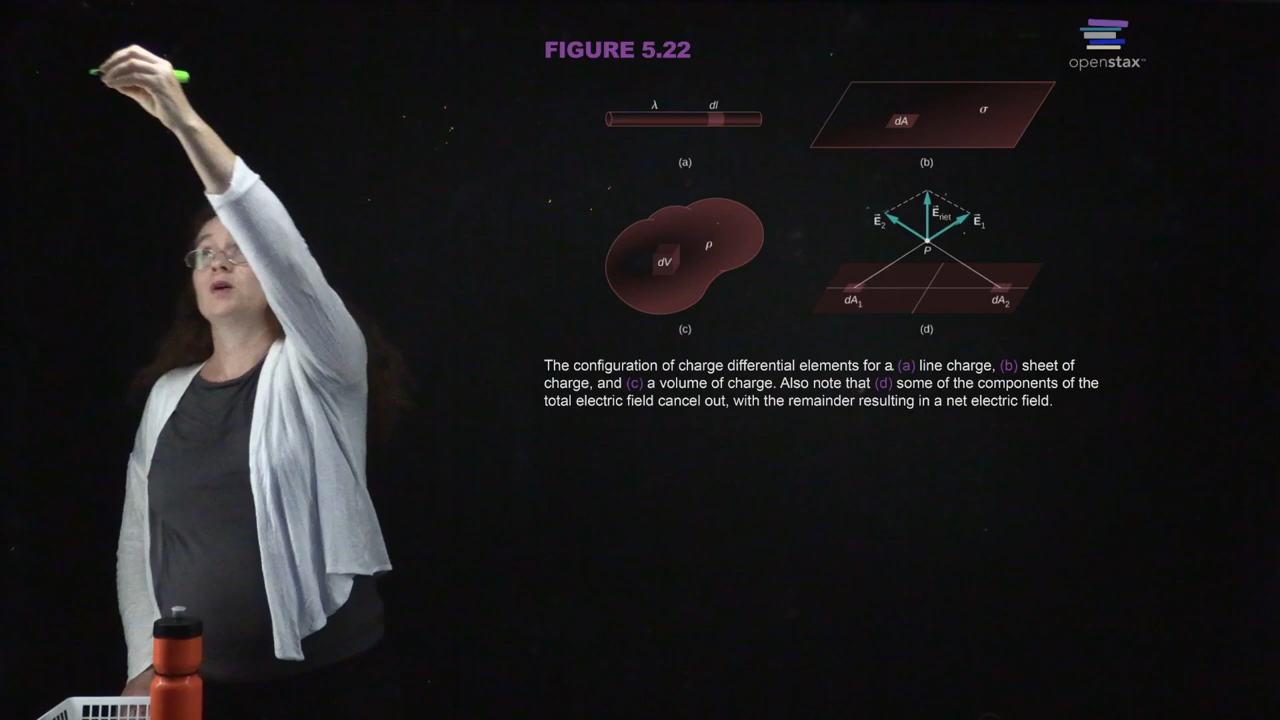 FIGURE 5.22
openstax™
λ dl
(a)
dA σ
(b)
dV ρ
(c)
E⃗₂ E⃗net E⃗₁
P
dA₁ dA₂
(d)
The configuration of charge differential elements for a (a) line charge, (b) sheet of
charge, and (c) a volume of charge. Also note that (d) some of the components of the
total electric field cancel out, with the remainder resulting in a net electric field.